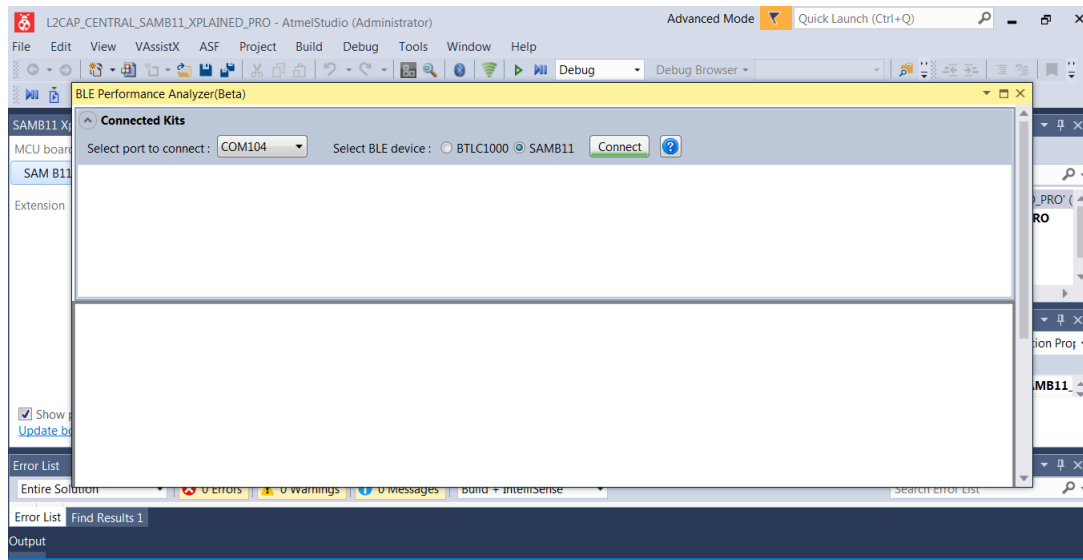 L2CAP_CENTRAL_SAMB11_XPLAINED_PRO - AtmelStudio (Administrator)
Advanced Mode
Quick Launch (Ctrl+Q)
File Edit View VAssistX ASF Project Build Debug Tools Window Help
Debug
Debug Browser
BLE Performance Analyzer(Beta)
SAMB11
Connected Kits
MCU board
Select port to connect : COM104 Select BLE device : BTLC1000 SAMB11 Connect ?
SAM B11
Extension
_PRO' (
RO
ion Prop
AMB11_
Show
Update
Error List
Entire Solution 0 Errors 0 Warnings 0 Messages Build + IntelliSense Search Error List
Error List Find Results 1
Output